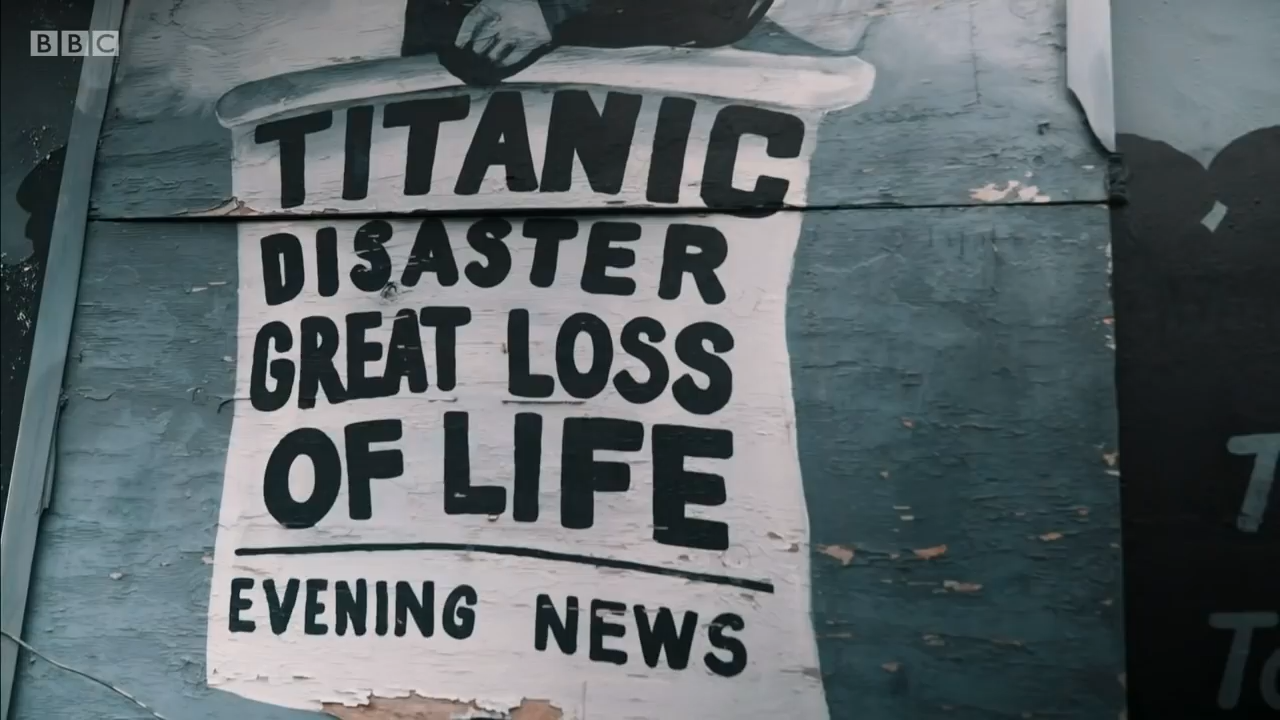 BBC
TITANIC
DISASTER
GREAT LOSS
OF LIFE
EVENING NEWS